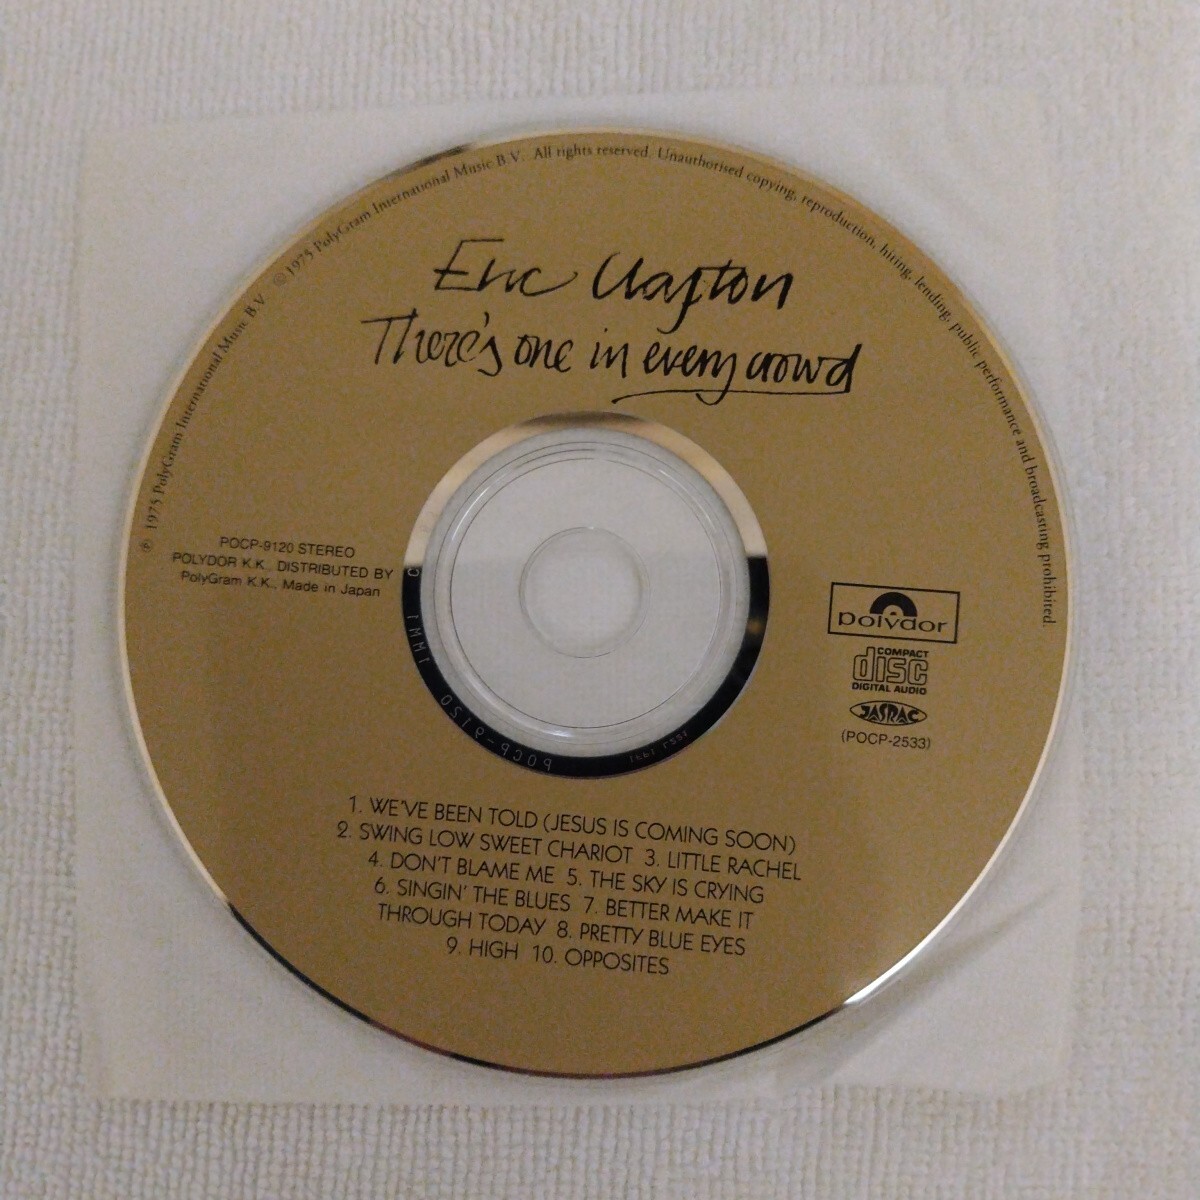 ℗ 1975 PolyGram International Music B.V. © 1975 PolyGram International Music B.V. All rights reserved. Unauthorised copying, reproduction, hiring, lending, public performance and broadcasting prohibited.
Eric Clapton
There's one in every crowd
POCP-9120 STEREO
POLYDOR K.K., DISTRIBUTED BY
PolyGram K.K., Made in Japan
polydor
COMPACT
disc
DIGITAL AUDIO
JASRAC
(POCP-2533)
POCP-9120 1MM1
1. WE'VE BEEN TOLD (JESUS IS COMING SOON)
2. SWING LOW SWEET CHARIOT 3. LITTLE RACHEL
4. DON'T BLAME ME 5. THE SKY IS CRYING
6. SINGIN' THE BLUES 7. BETTER MAKE IT
THROUGH TODAY 8. PRETTY BLUE EYES
9. HIGH 10. OPPOSITES